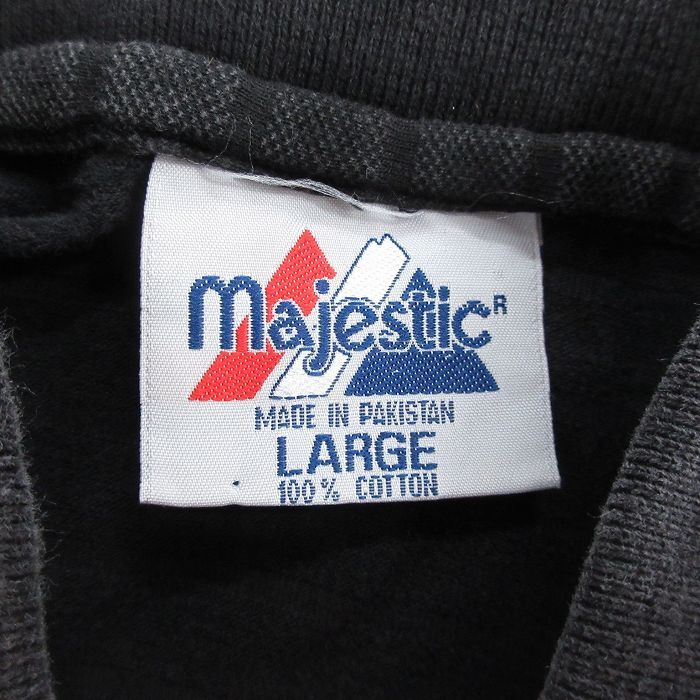 Majestic R
MADE IN PAKISTAN
LARGE
100% COTTON